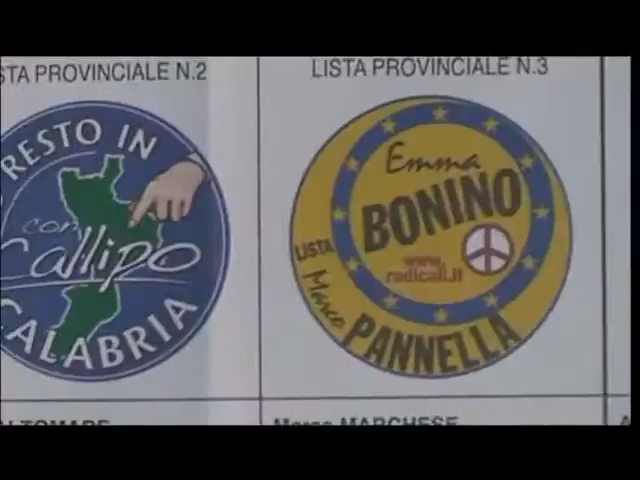 STA PROVINCIALE N.2
RESTO IN
con
Callipo
CALABRIA
LISTA PROVINCIALE N.3
Emma
BONINO
www.
radicali.it
LISTA
Marco
PANNELLA
Marco MARCHESE